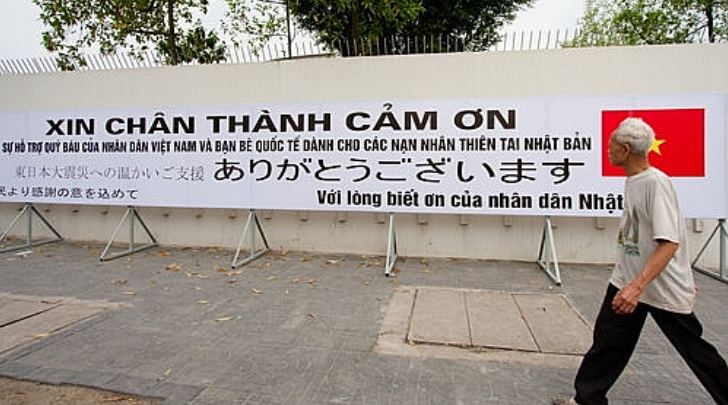 XIN CHÂN THÀNH CẢM ƠN
SỰ HỖ TRỢ QUÝ BÁU CỦA NHÂN DÂN VIỆT NAM VÀ BẠN BÈ QUỐC TẾ DÀNH CHO CÁC NẠN NHÂN THIÊN TAI NHẬT BẢN
東日本大震災への温かいご支援 ありがとうございます
民より感謝の意を込めて Với lòng biết ơn của nhân dân Nhật